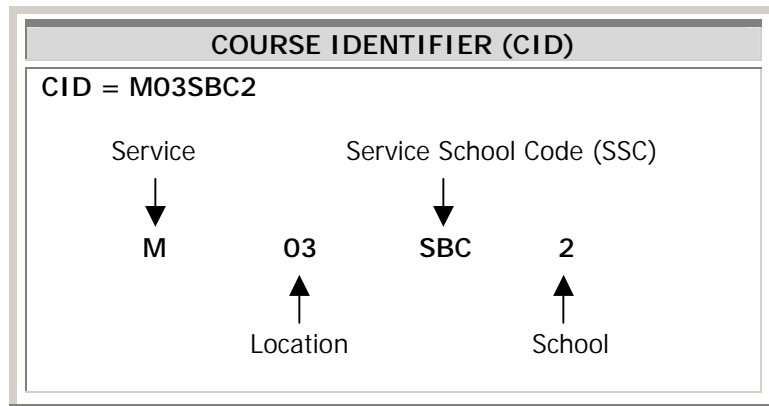 COURSE IDENTIFIER (CID)
CID = M03SBC2
Service Service School Code (SSC)
M 03 SBC 2
Location School